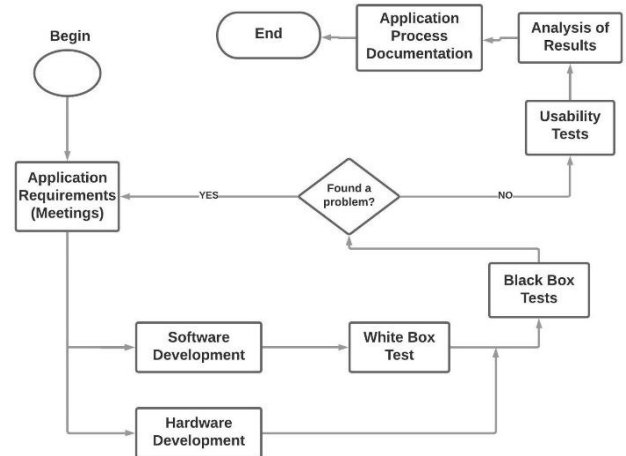 Begin
End
Application
Process
Documentation
Analysis of
Results
Usability
Tests
Application
Requirements
(Meetings)
YES
Found a
problem?
NO
Black Box
Tests
Software
Development
White Box
Test
Hardware
Development